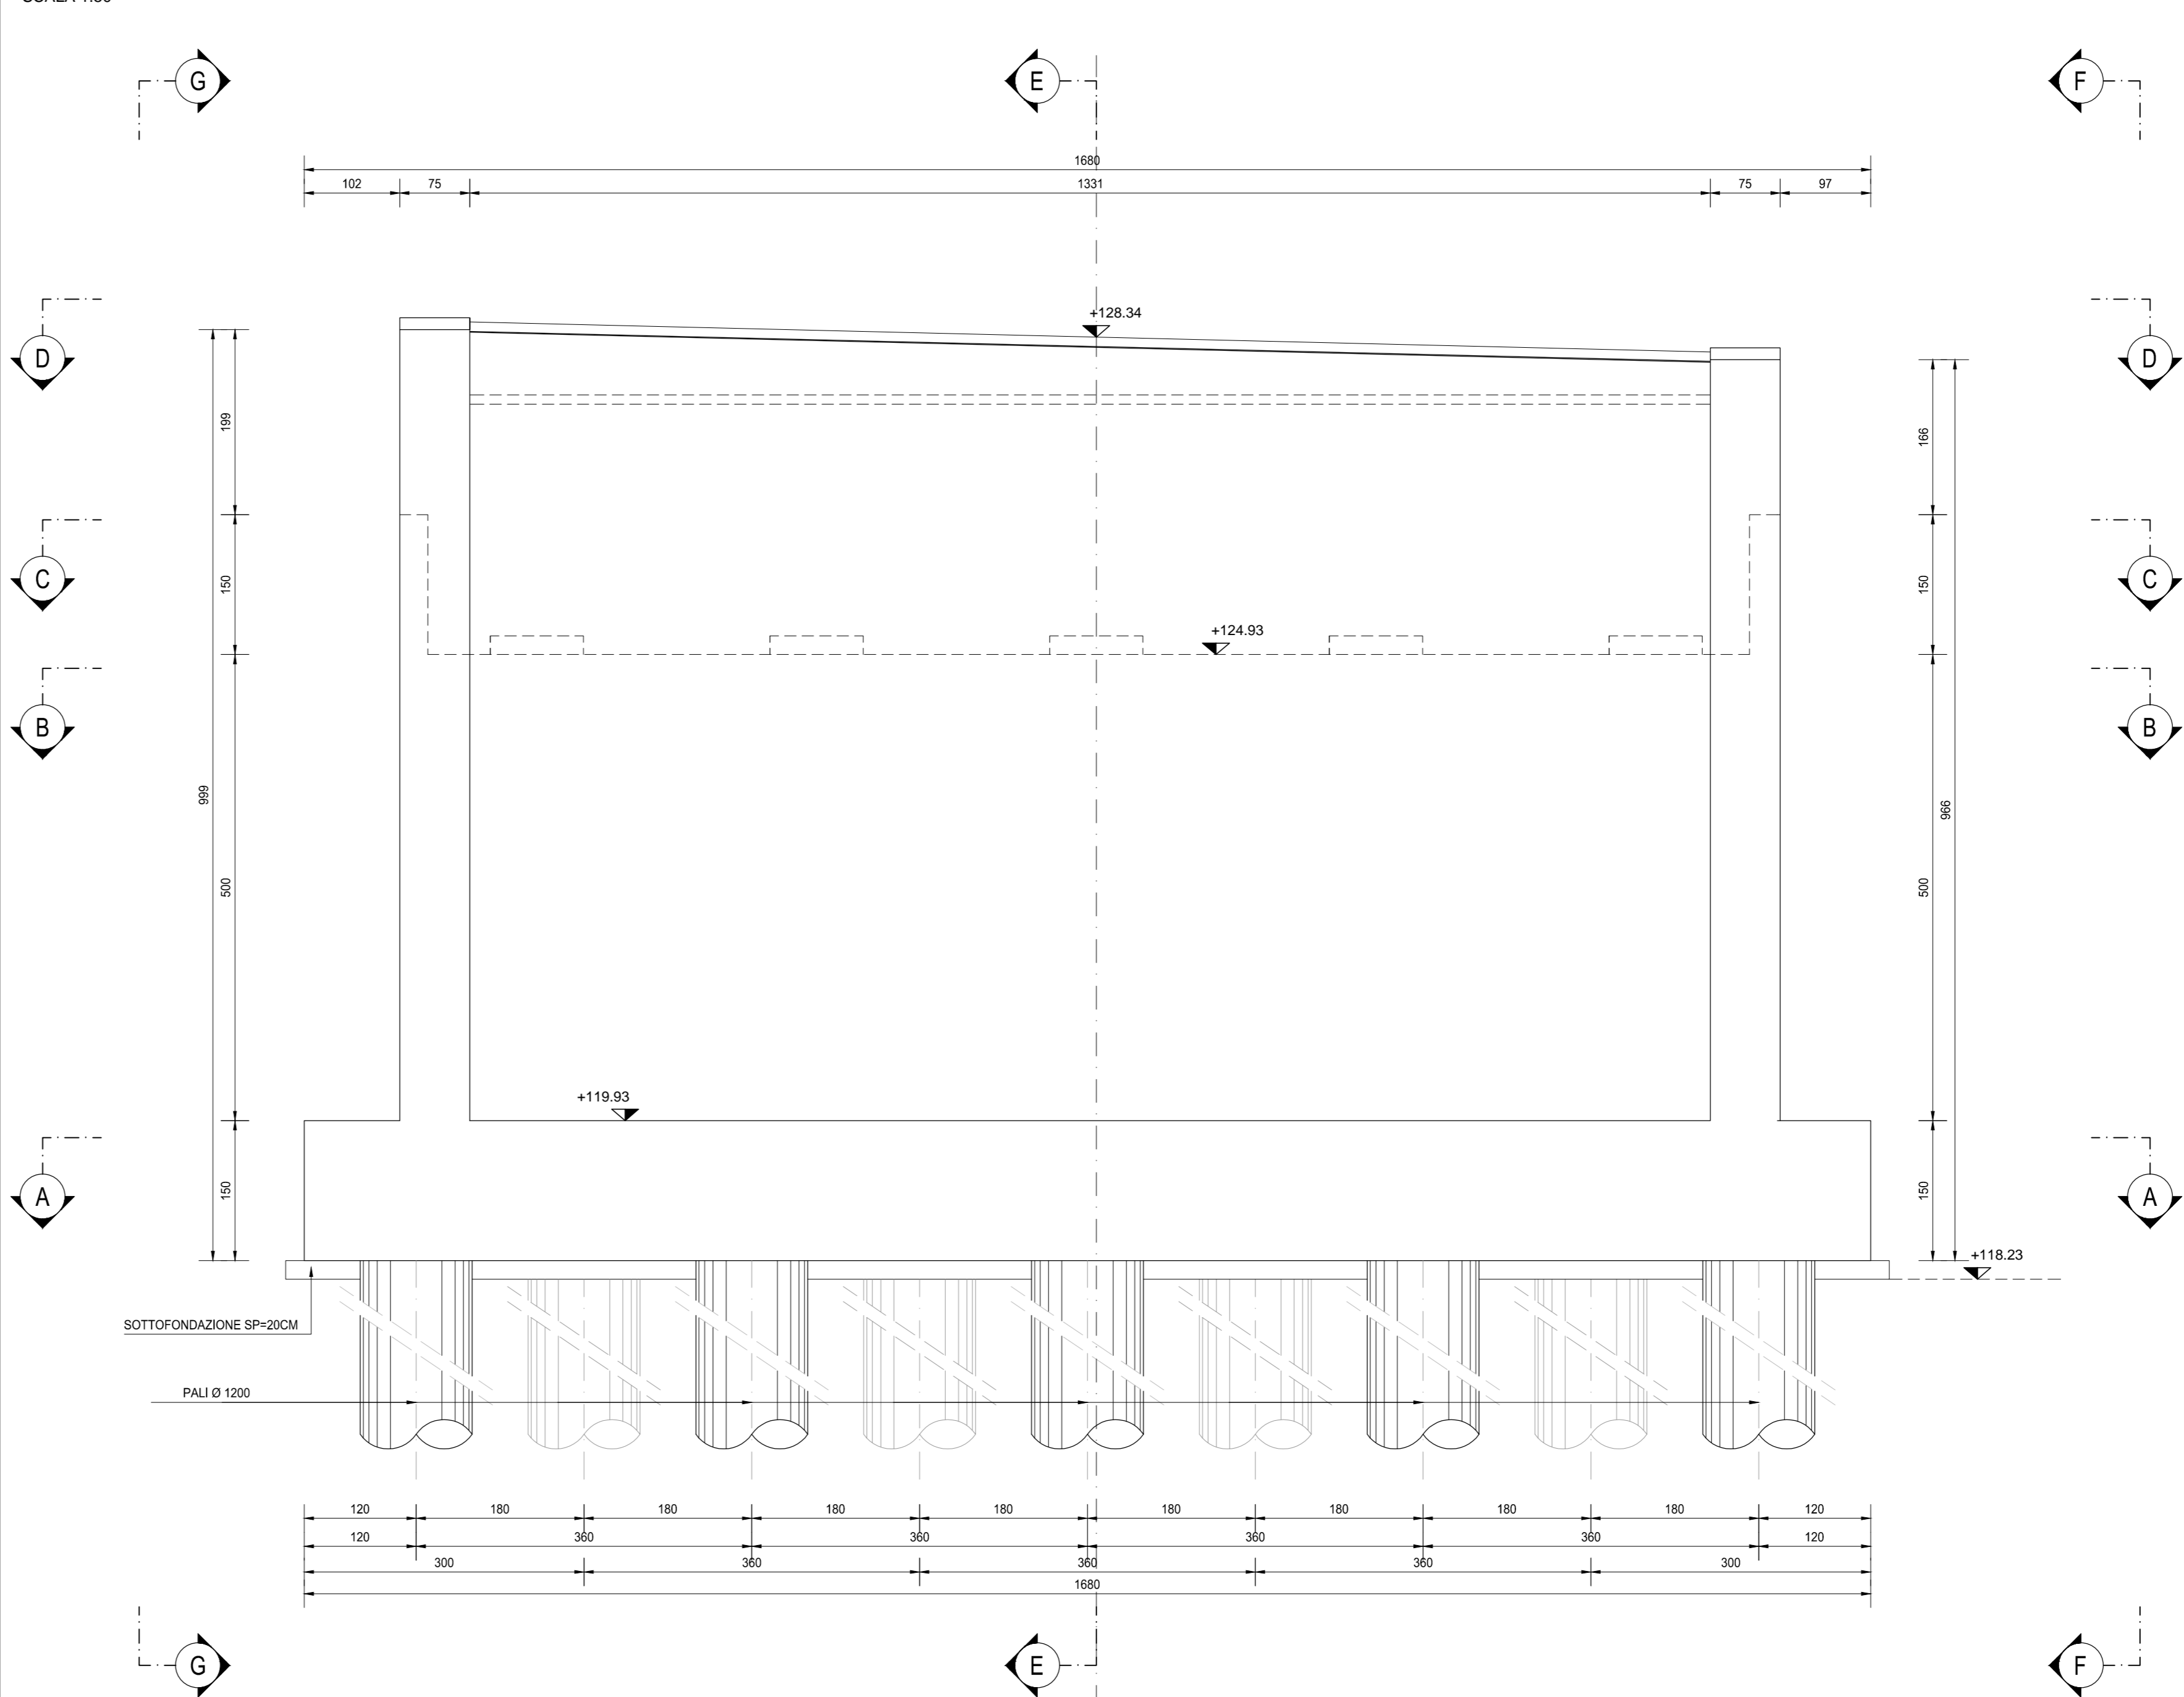 G E F
1680
102 75 1331 75 97
+128.34
D D
199 166
C C
150 150
+124.93
B B
999 966
500 500
+119.93
A A
150 150
+118.23
SOTTOFONDAZIONE SP=20CM
PALI Ø 1200
120 180 180 180 180 180 180 180 180 120
120 360 360 360 360 120
300 360 360 360 300
1680
G E F